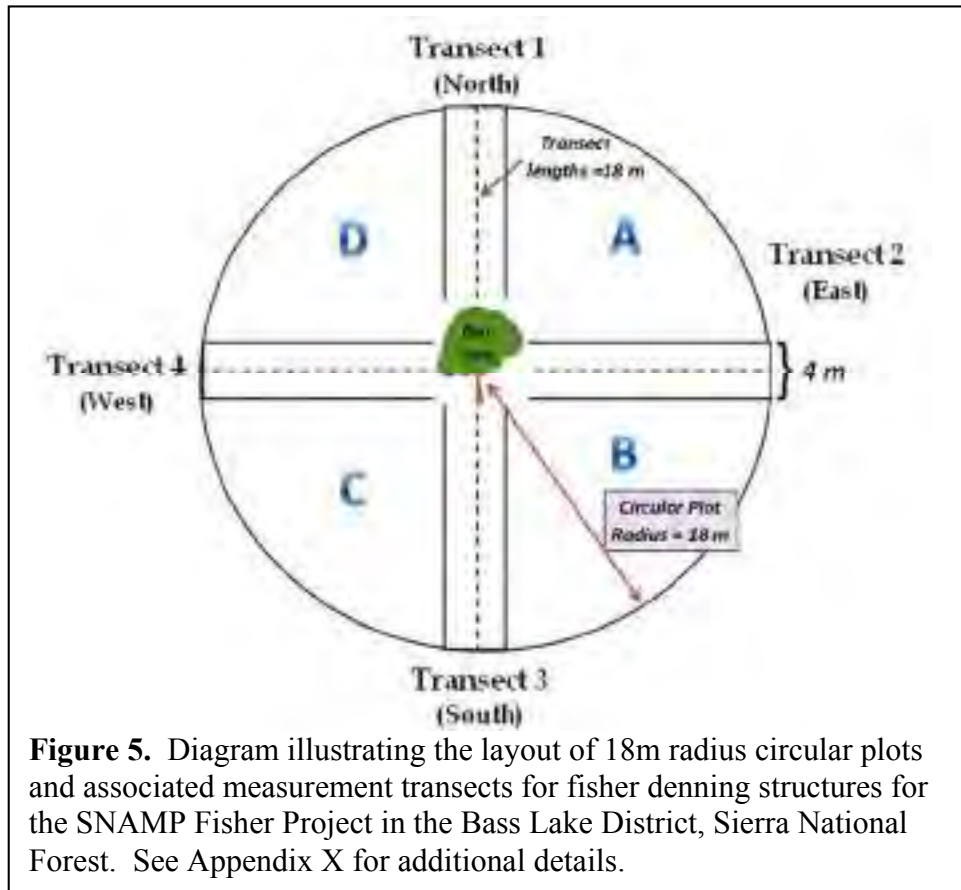 Transect 1
(North)
Transect
lengths =18 m
D
A
Transect 2
(East)
Transect 4
(West)
4 m
C
B
Circular Plot
Radius = 18 m
Transect 3
(South)
Figure 5. Diagram illustrating the layout of 18m radius circular plots
and associated measurement transects for fisher denning structures for
the SNAMP Fisher Project in the Bass Lake District, Sierra National
Forest. See Appendix X for additional details.